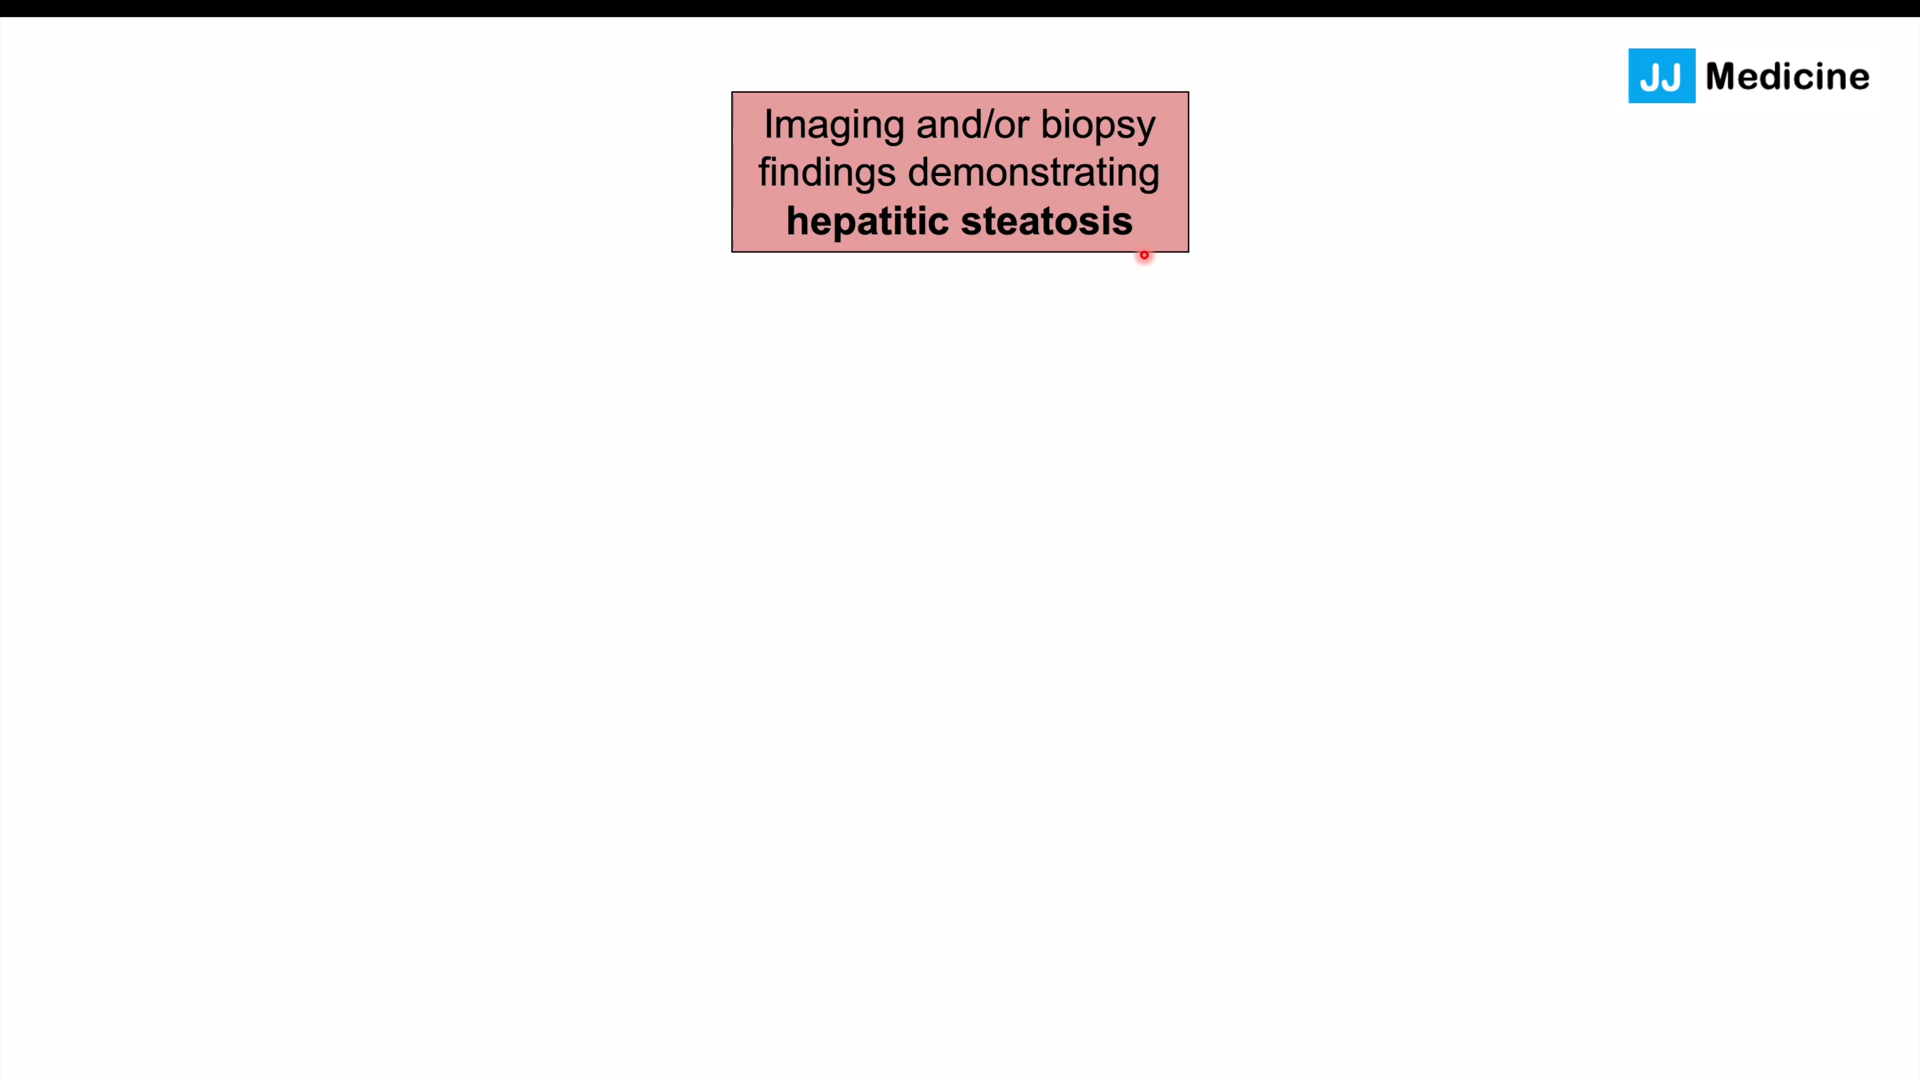 JJ Medicine
Imaging and/or biopsy
findings demonstrating
hepatitic steatosis